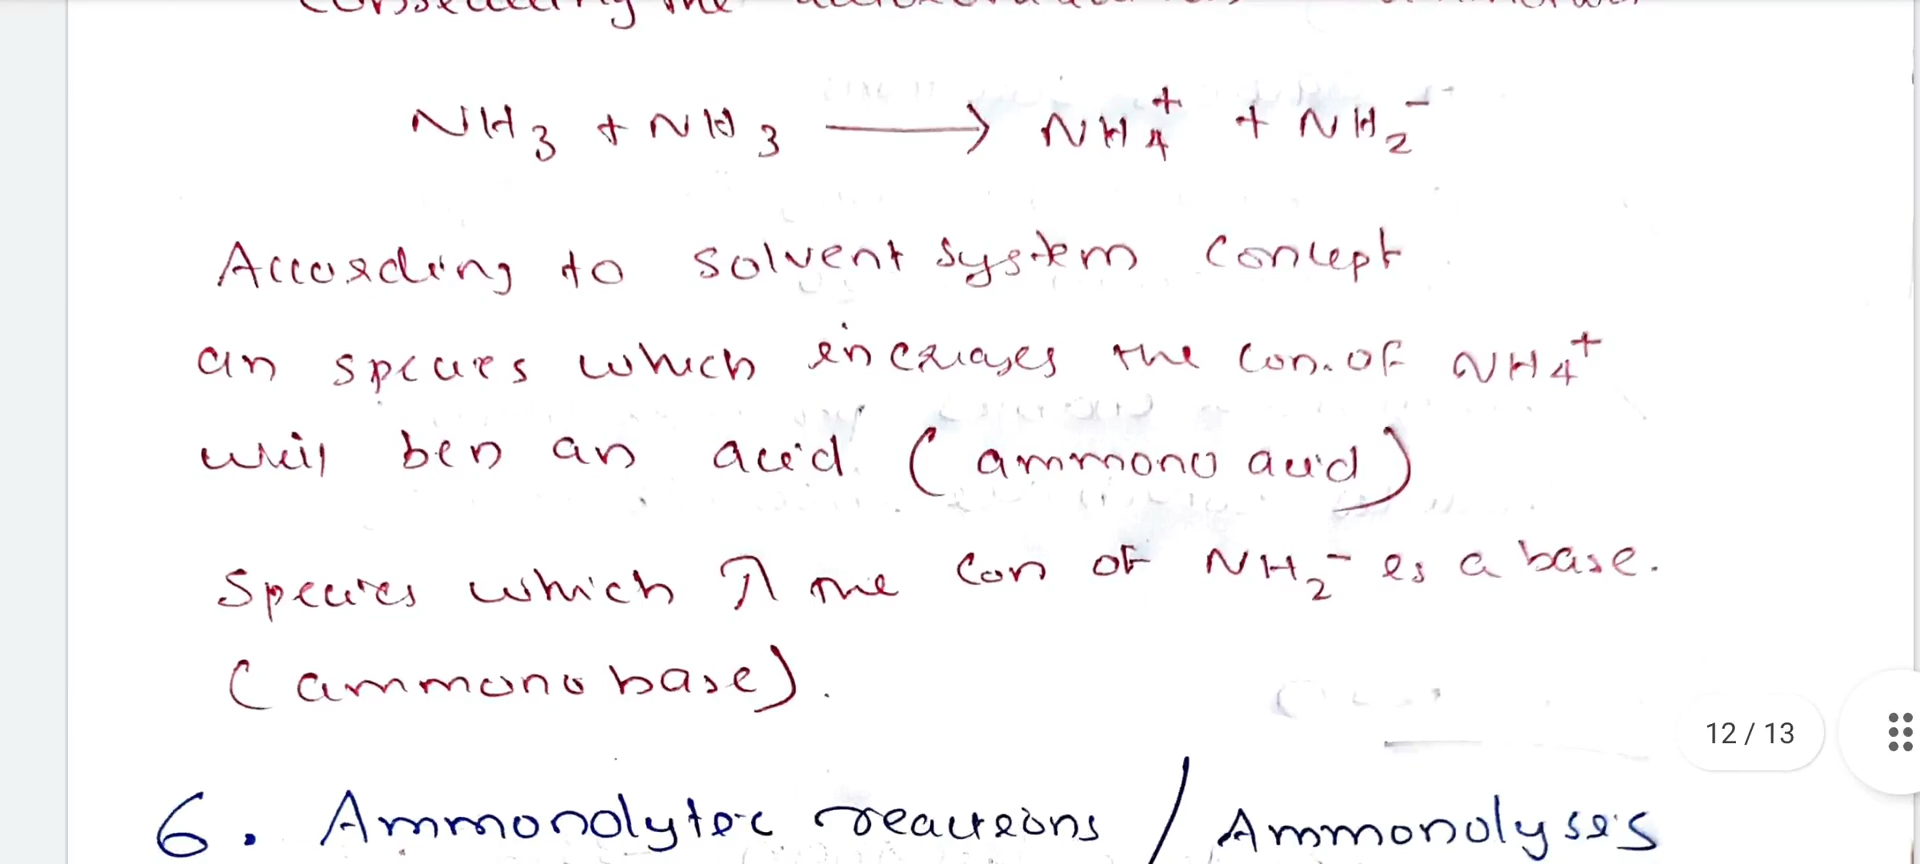 NH3 + NH3 ⟶ NH4+ + NH2-
According to solvent system concept
an species which increases the con. of NH4+
will ben an acid (ammono acid)
Species which ↑ the con of NH2- is a base.
(ammono base).
12 / 13
6. Ammonolytic reactions / Ammonolysis